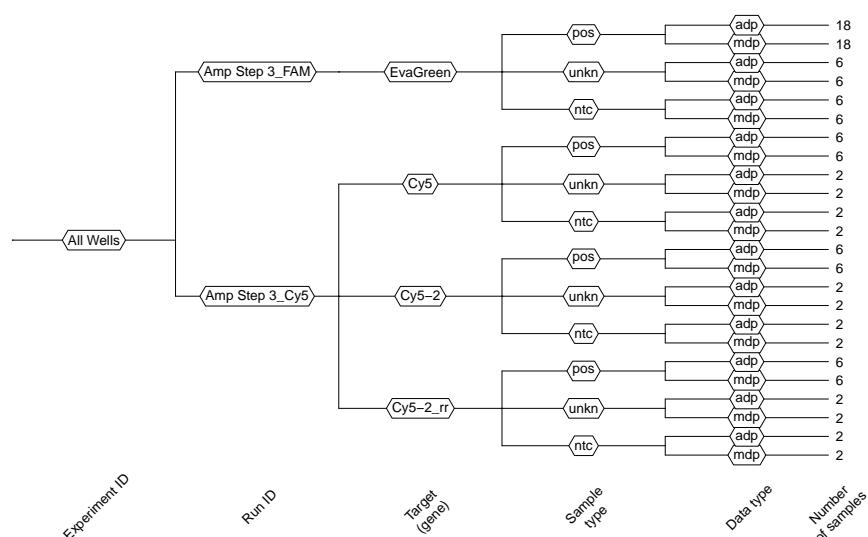 adp 18
pos
mdp 18
Amp Step 3_FAM EvaGreen unkn adp 6
mdp 6
adp 6
ntc
mdp 6
adp 6
pos
mdp 6
Cy5 unkn adp 2
mdp 2
adp 2
ntc
mdp 2
All Wells
adp 6
pos
mdp 6
Amp Step 3_Cy5 Cy5−2 unkn adp 2
mdp 2
adp 2
ntc
mdp 2
adp 6
pos
mdp 6
Cy5−2_rr unkn adp 2
mdp 2
adp 2
ntc
mdp 2
Experiment ID
Run ID
Target
(gene)
Sample
type
Data type
Number
of samples